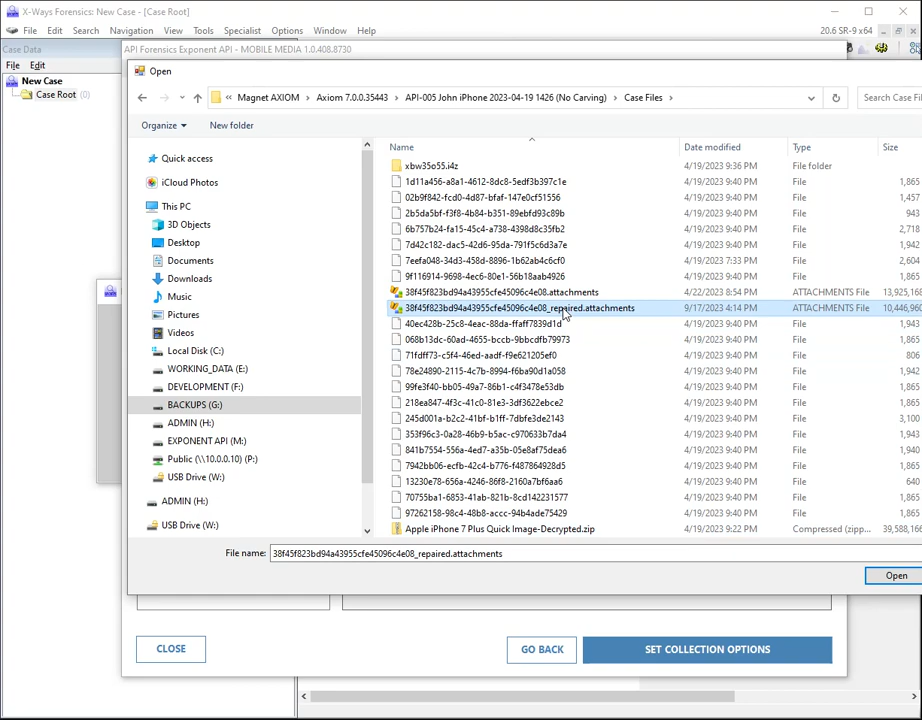 X-Ways Forensics: New Case - [Case Root]
File Edit Search Navigation View Tools Specialist Options Window Help
20.6 SR-9 x64
Case Data
API Forensics Exponent API - MOBILE MEDIA 1.0.408.8730
File Edit
Open
New Case
Case Root (0)
« Magnet AXIOM › Axiom 7.0.0.35443 › API-005 John iPhone 2023-04-19 1426 (No Carving) › Case Files ›
Search Case Fi
Organize
New folder
Name Date modified Type Size
Quick access
iCloud Photos
This PC
3D Objects
Desktop
Documents
Downloads
Music
Pictures
Videos
Local Disk (C:)
WORKING_DATA (E:)
DEVELOPMENT (F:)
BACKUPS (G:)
ADMIN (H:)
EXPONENT API (M:)
Public (\\10.0.0.10) (P:)
USB Drive (W:)
ADMIN (H:)
USB Drive (W:)
xbw35o55.i4z 4/19/2023 9:36 PM File folder
1d11a456-a8a1-4612-8dc8-5edf3b397c1e 4/19/2023 9:40 PM File 1,865
02b9f842-fcd0-4d87-bfaf-147e0cf51556 4/19/2023 9:40 PM File 1,457
2b5da5bf-f3f8-4b84-b351-89ebfd93c89b 4/19/2023 9:40 PM File 943
6b757b24-fa15-45c4-a738-4398d8c35fb2 4/19/2023 9:40 PM File 2,718
7d42c182-dac5-42d6-95da-791f5c6d3a7e 4/19/2023 9:40 PM File 1,942
7eefa048-34d3-458d-8896-1b62ab4c6cf0 4/19/2023 7:33 PM File 2,604
9f116914-9698-4ec6-80e1-56b18aab4926 4/19/2023 9:40 PM File 1,865
38f45f823bd94a43955cfe45096c4e08.attachments 4/22/2023 8:54 PM ATTACHMENTS File 13,925,168
38f45f823bd94a43955cfe45096c4e08_repaired.attachments 9/17/2023 4:14 PM ATTACHMENTS File 10,446,960
40ec428b-25c8-4eac-88da-ffaff7839d1d 4/19/2023 9:40 PM File 1,865
068b13dc-60ad-4655-bccb-9bbcdfb79973 4/19/2023 9:40 PM File 1,865
71fdff73-c5f4-46ed-aadf-f9e621205ef0 4/19/2023 9:40 PM File 806
78e24890-2115-4c7b-8994-f6ba90d1a058 4/19/2023 9:40 PM File 1,942
99fe3f40-bb05-49a7-86b1-c4f3478e53db 4/19/2023 9:40 PM File 1,865
218ea847-4f3c-41c0-81e3-3df3622ebce2 4/19/2023 9:40 PM File 1,865
245d001a-b2c2-41bf-b1ff-7dbfe3de2143 4/19/2023 9:40 PM File 3,100
353f96c3-0a28-46b9-b5ac-c970633b7da4 4/19/2023 9:40 PM File 1,943
841b7554-556a-4ed7-a35b-05e8af75dea6 4/19/2023 9:40 PM File 1,940
7942bb06-ecfb-42c4-b776-f487864928d5 4/19/2023 9:40 PM File 1,865
13230e78-656a-4246-86f8-2160a7bf6aa6 4/19/2023 9:40 PM File 640
70755ba1-6853-41ab-821b-8cd142231577 4/19/2023 9:40 PM File 1,865
97262158-98c4-48b8-accc-94b4ade75429 4/19/2023 9:40 PM File 1,865
Apple iPhone 7 Plus Quick Image-Decrypted.zip 4/19/2023 9:22 PM Compressed (zipp... 39,588,166
File name: 38f45f823bd94a43955cfe45096c4e08_repaired.attachments
Open
CLOSE GO BACK SET COLLECTION OPTIONS